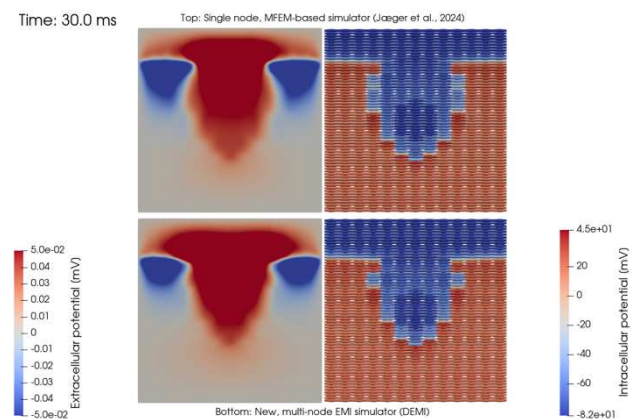 Time: 30.0 ms
Top: Single node, MFEM-based simulator (Jæger et al., 2024)
5.0e-02
0.04
0.03
0.02
0.01
0
-0.01
-0.02
-0.03
-0.04
-5.0e-02
Extracellular potential (mV)
4.5e+01
20
0
-20
-40
-60
-8.2e+01
Intracellular potential (mV)
Bottom: New, multi-node EMI simulator (DEMI)